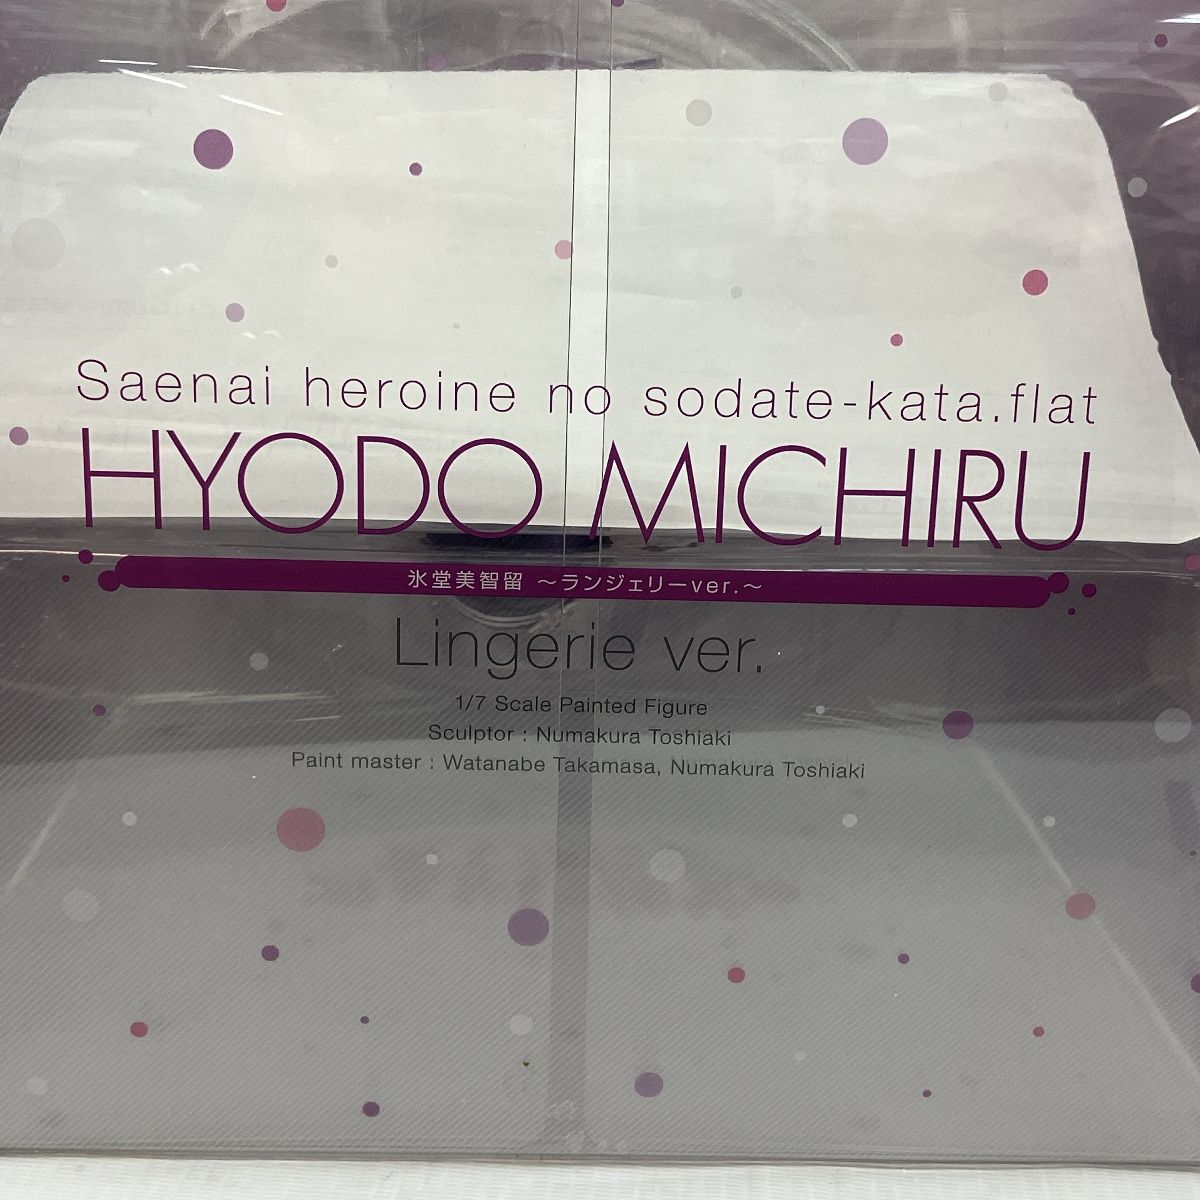 Saenai heroine no sodate-kata.flat
HYODO MICHIRU
氷堂美智留 ～ランジェリーver.～
Lingerie ver.
1/7 Scale Painted Figure
Sculptor : Numakura Toshiaki
Paint master : Watanabe Takamasa, Numakura Toshiaki